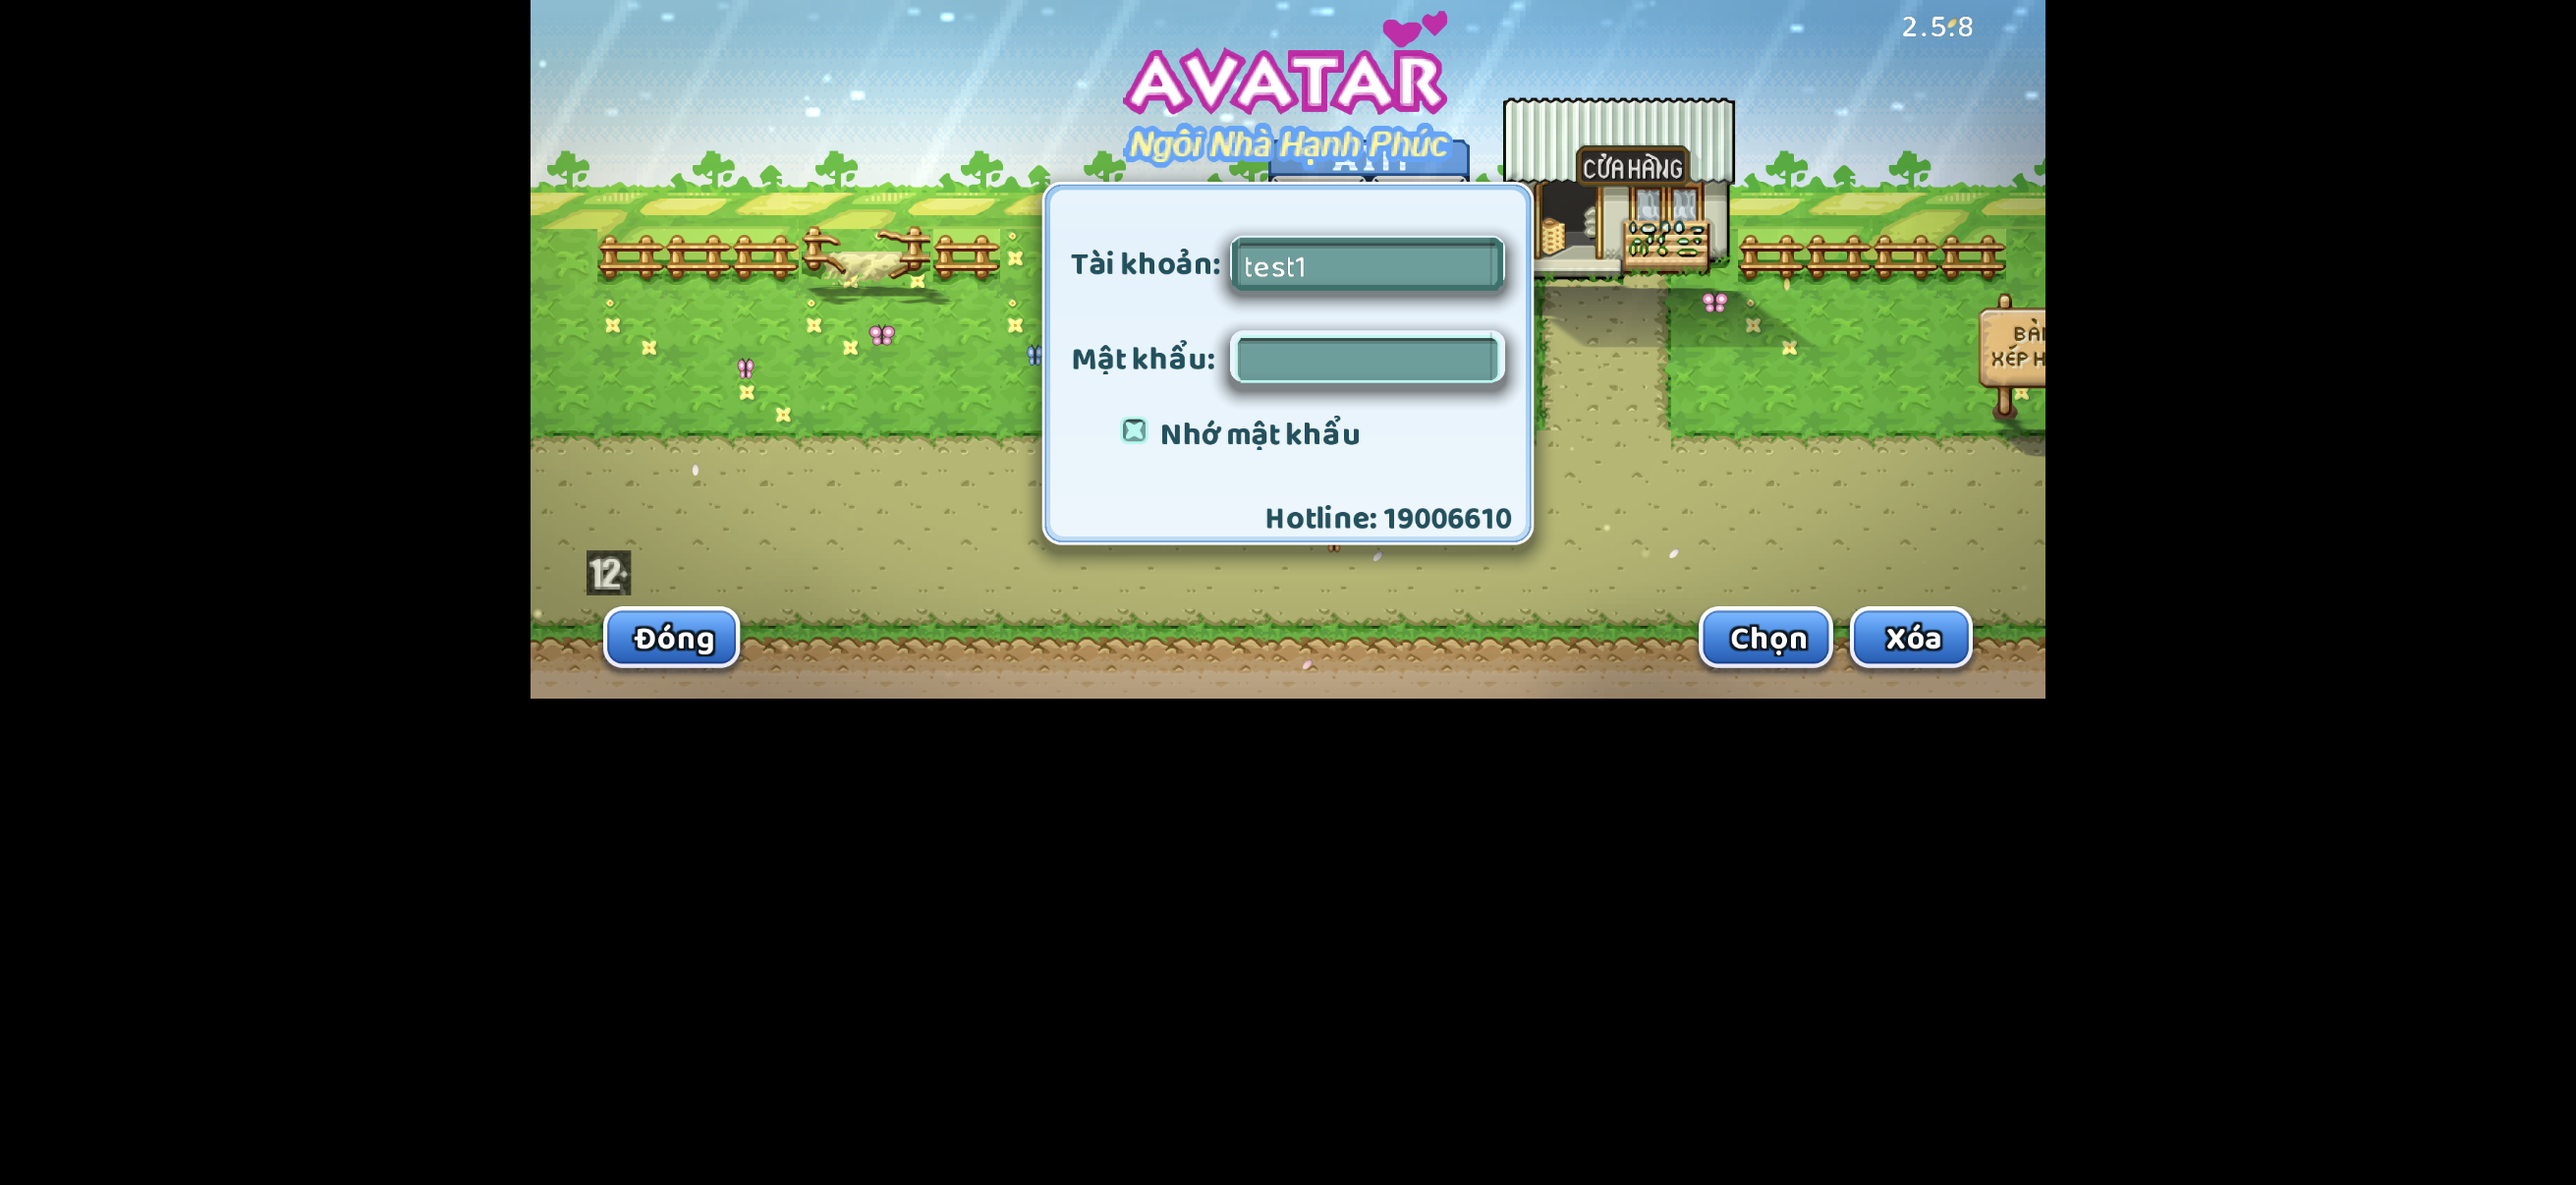 2.5.8
AVATAR
Ngôi Nhà Hạnh Phúc
CỬA HÀNG
Tài khoản: test1
Mật khẩu:
Nhớ mật khẩu
Hotline: 19006610
XẾP H
12+
Đóng
Chọn
Xóa